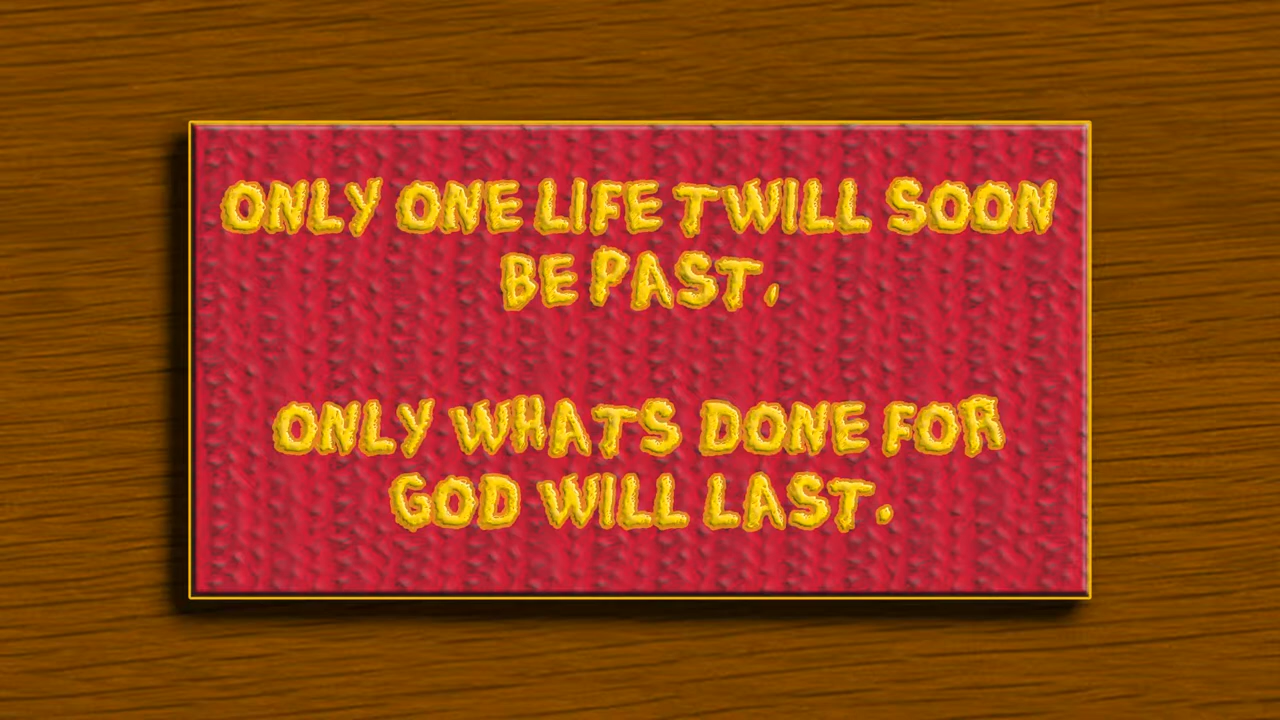 ONLY ONE LIFE TWILL SOON
BE PAST,
ONLY WHATS DONE FOR
GOD WILL LAST.